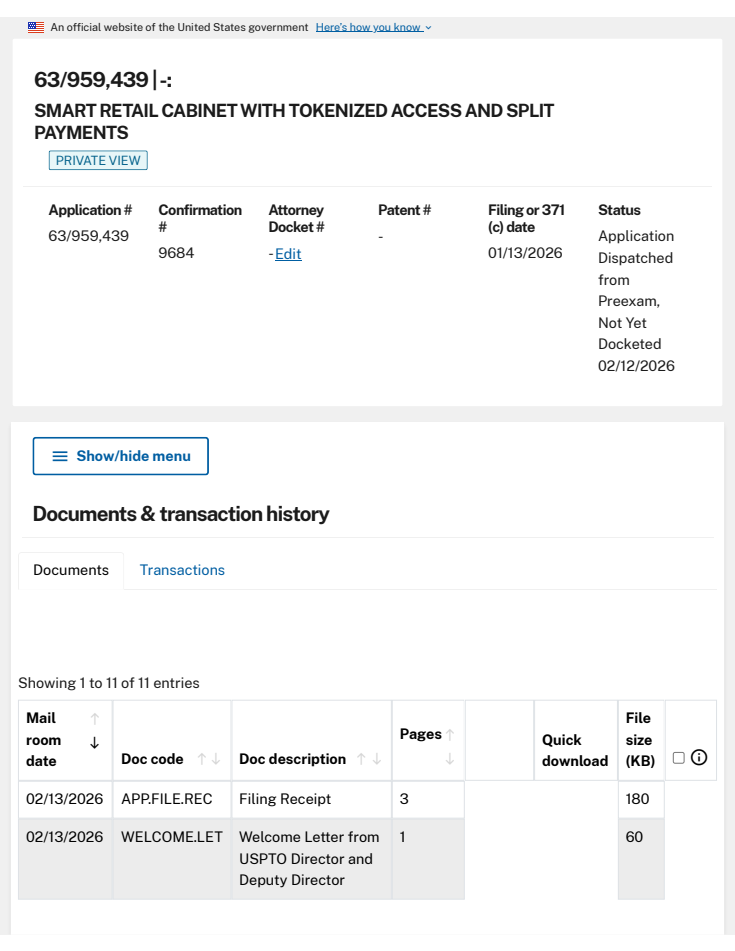 An official website of the United States government Here's how you know
63/959,439 | -:
SMART RETAIL CABINET WITH TOKENIZED ACCESS AND SPLIT
PAYMENTS
PRIVATE VIEW
Application # Confirmation # Attorney Docket # Patent # Filing or 371 (c) date Status
63/959,439 9684 - Edit - 01/13/2026 Application
Dispatched
from
Preexam,
Not Yet
Docketed
02/12/2026
Show/hide menu
Documents & transaction history
Documents Transactions
Showing 1 to 11 of 11 entries
Mail room date Doc code Doc description Pages Quick download File size (KB)
02/13/2026 APP.FILE.REC Filing Receipt 3 180
02/13/2026 WELCOME.LET Welcome Letter from 1 60
USPTO Director and
Deputy Director